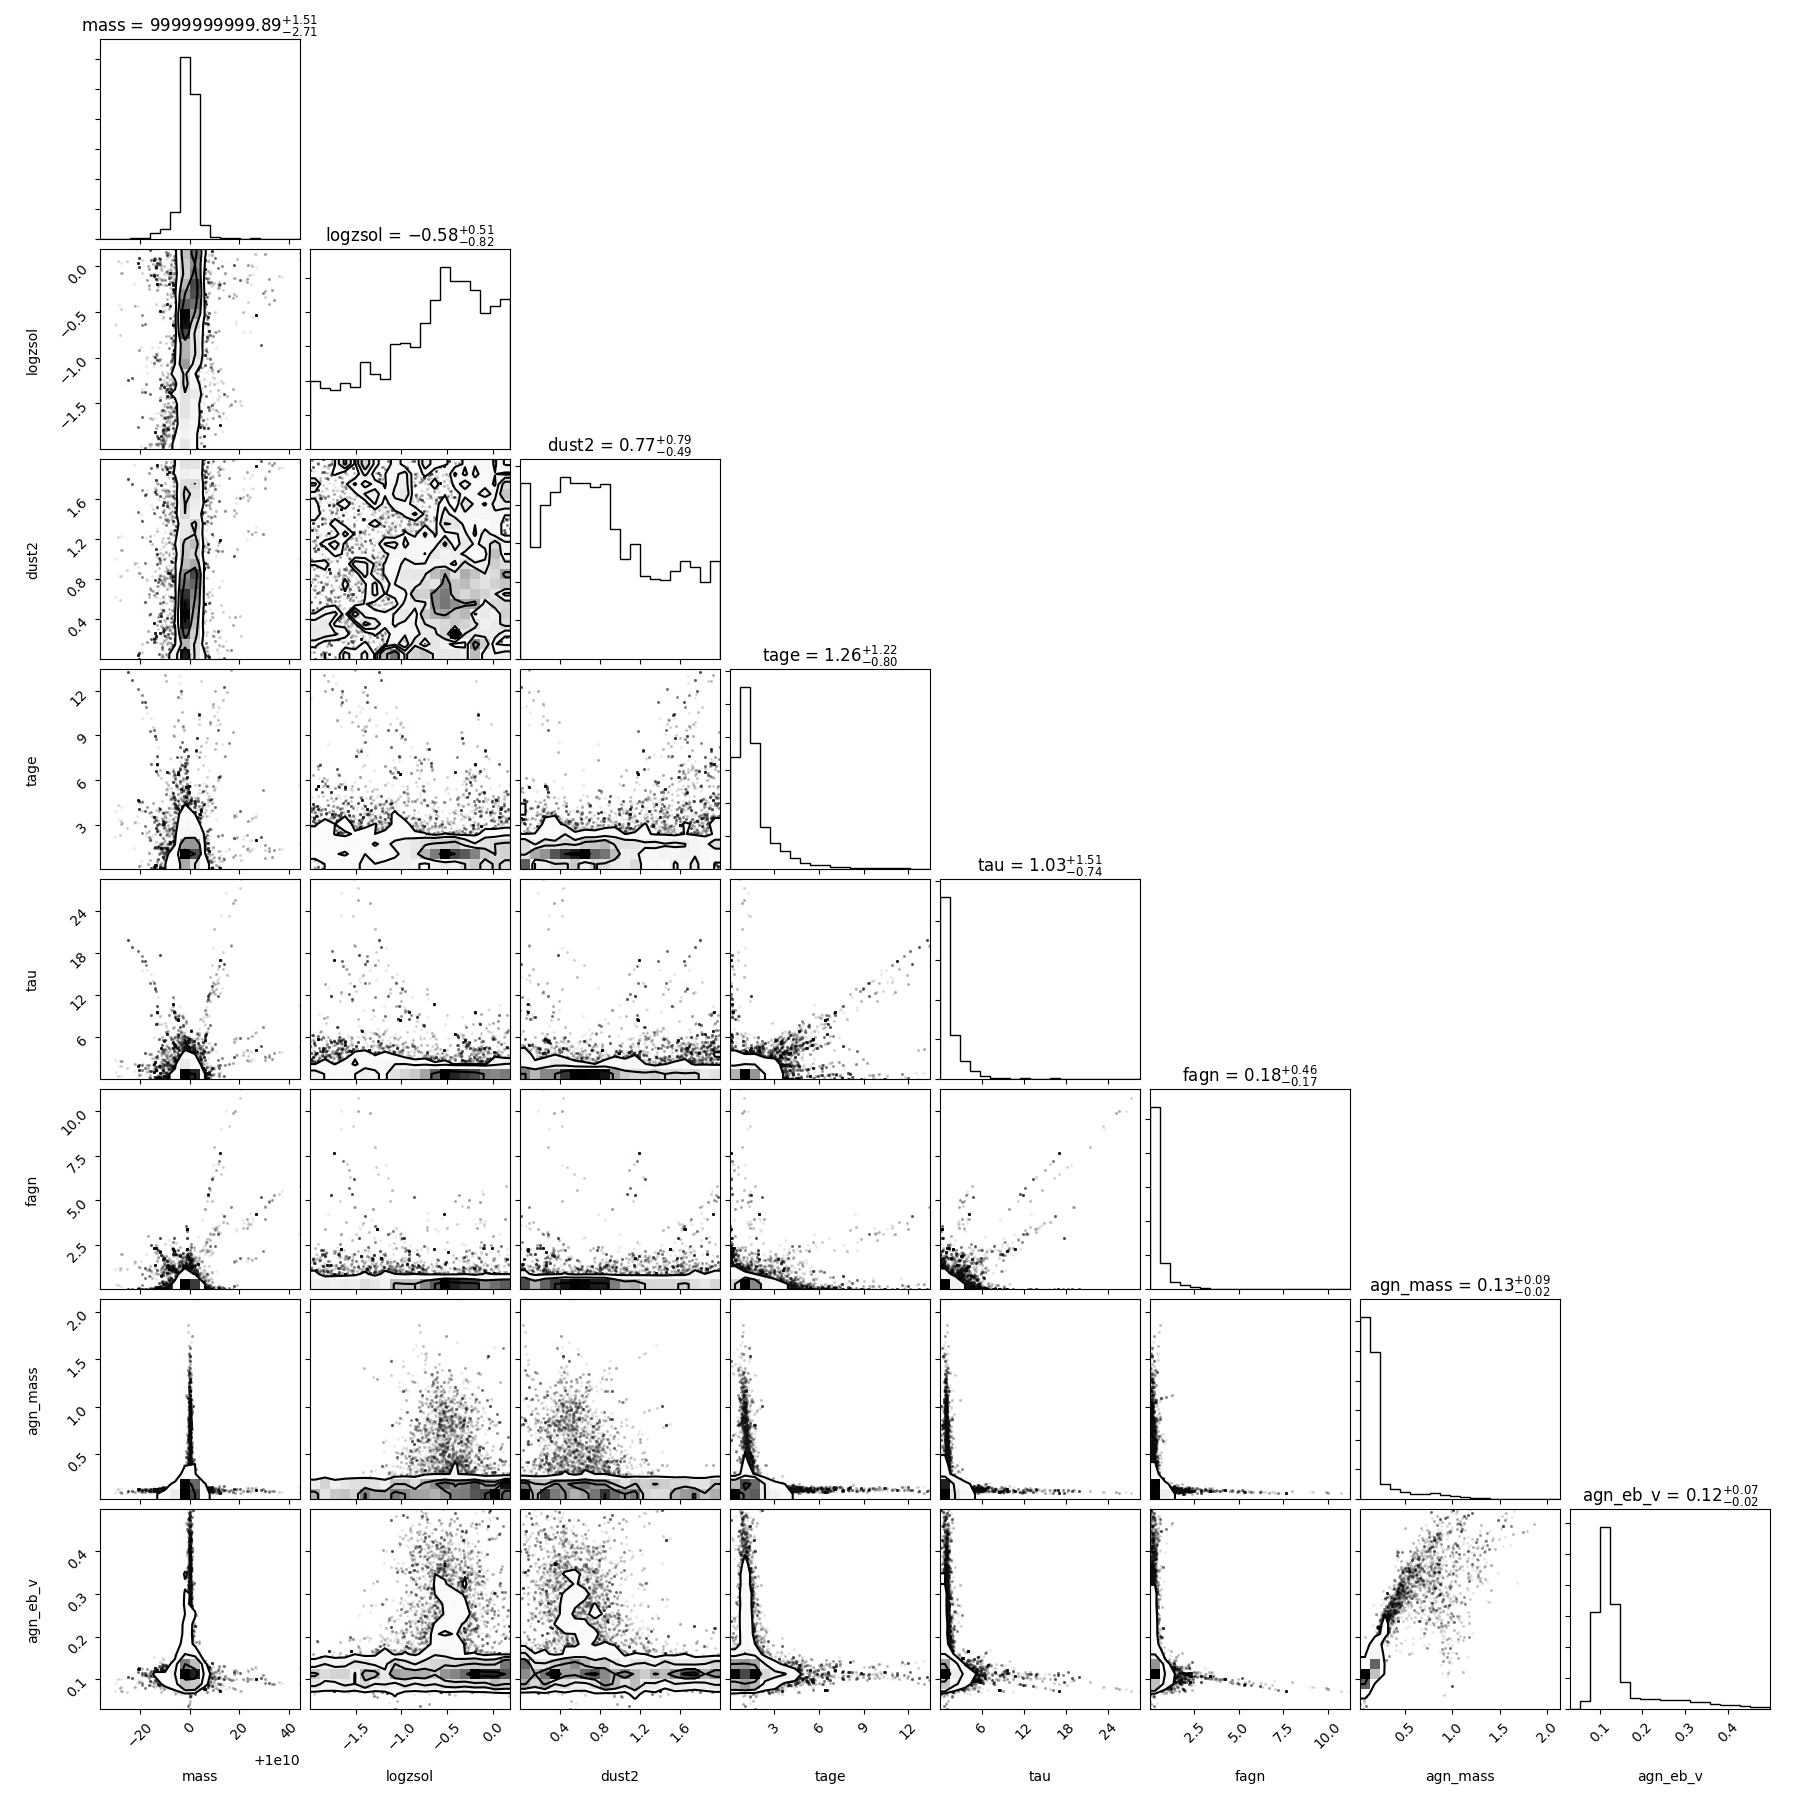 mass = 9999999999.89+1.51−2.71
0.0
−0.5
−1.0
−1.5
logzsol
logzsol = −0.58+0.51−0.82
1.6
1.2
0.8
0.4
dust2
dust2 = 0.77+0.79−0.49
12
9
6
3
tage
tage = 1.26+1.22−0.80
24
18
12
6
tau
tau = 1.03+1.51−0.74
10.0
7.5
5.0
2.5
fagn
fagn = 0.18+0.46−0.17
2.0
1.5
1.0
0.5
agn_mass
agn_mass = 0.13+0.09−0.02
0.4
0.3
0.2
0.1
agn_eb_v
agn_eb_v = 0.12+0.07−0.02
−20 0 20 40 −1.5 −1.0 −0.5 0.0 0.4 0.8 1.2 1.6 3 6 9 12 6 12 18 24 2.5 5.0 7.5 10.0 0.5 1.0 1.5 2.0 0.1 0.2 0.3 0.4
+1e10
mass logzsol dust2 tage tau fagn agn_mass agn_eb_v